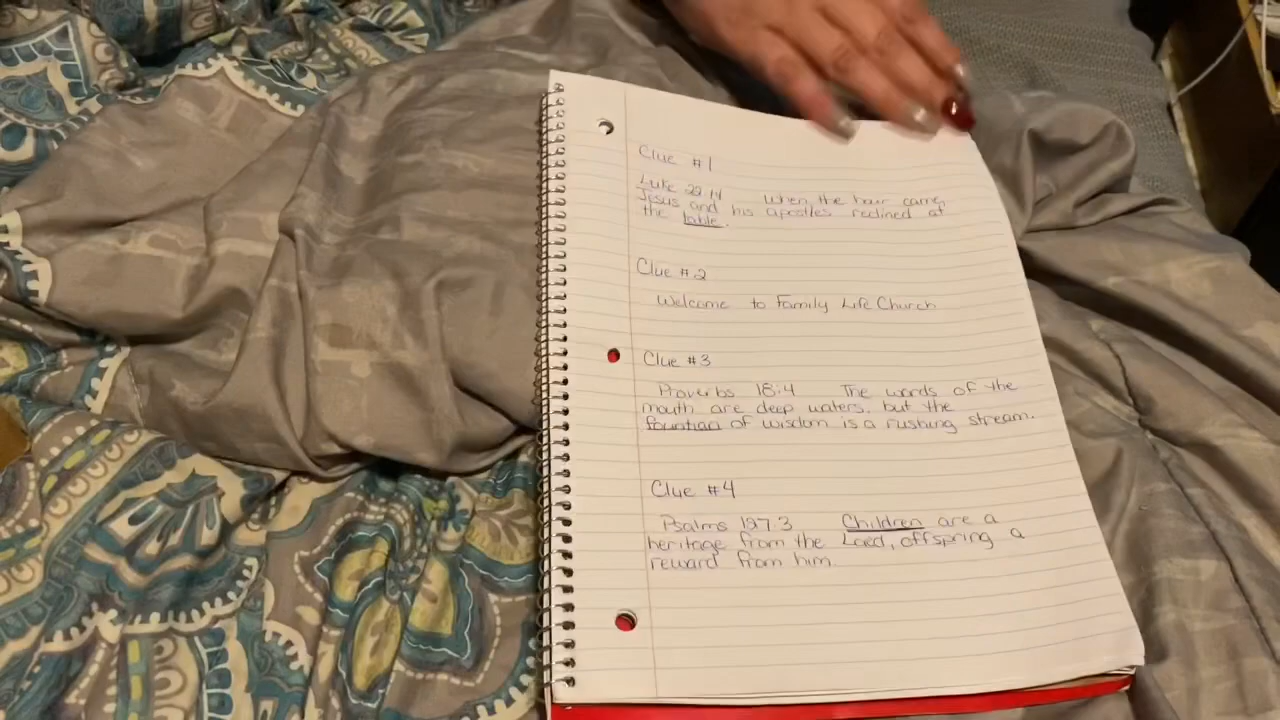 Clue #1
Luke 22:14 When the hour came,
Jesus and his apostles reclined at
the table.
Clue #2
Welcome to Family Life Church
Clue #3
Proverbs 18:4 The words of the
mouth are deep waters, but the
fountian of wisdom is a rushing stream.
Clue #4
Psalms 127:3 Children are a
heritage from the Lord, offspring a
reward from him.